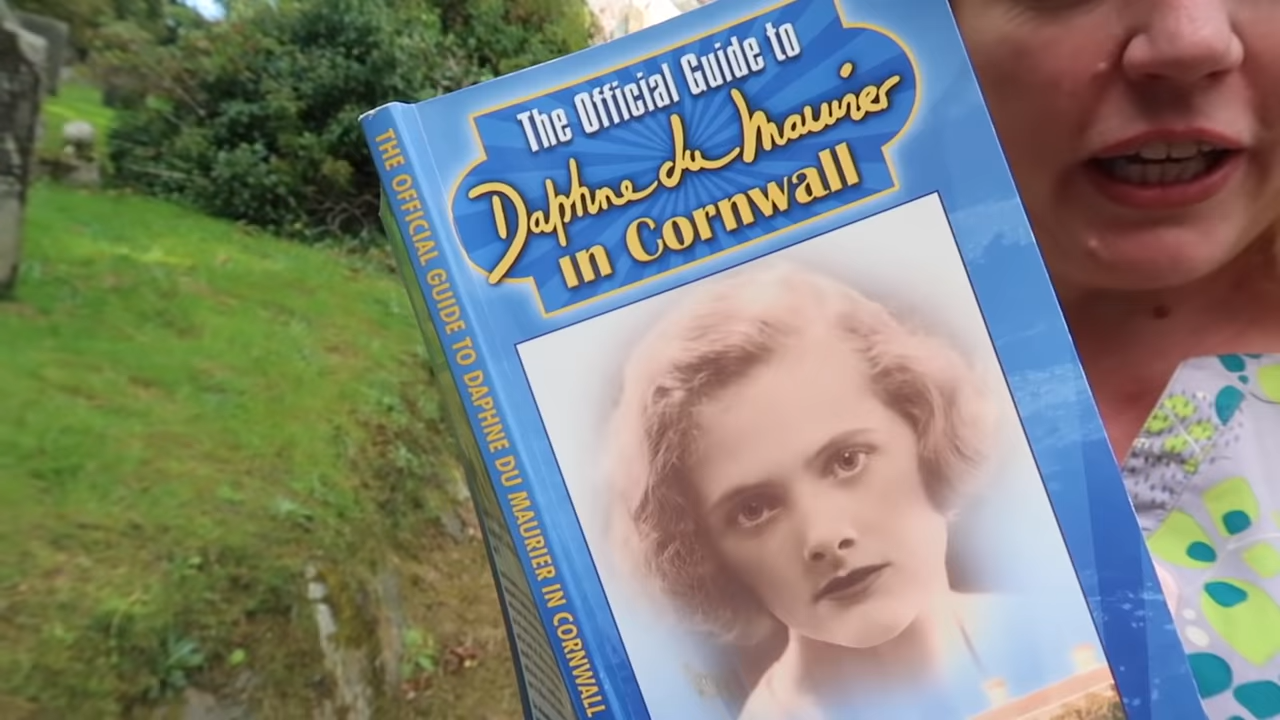 The Official Guide to
Daphne du Maurier
in Cornwall
THE OFFICIAL GUIDE TO DAPHNE DU MAURIER IN CORNWALL